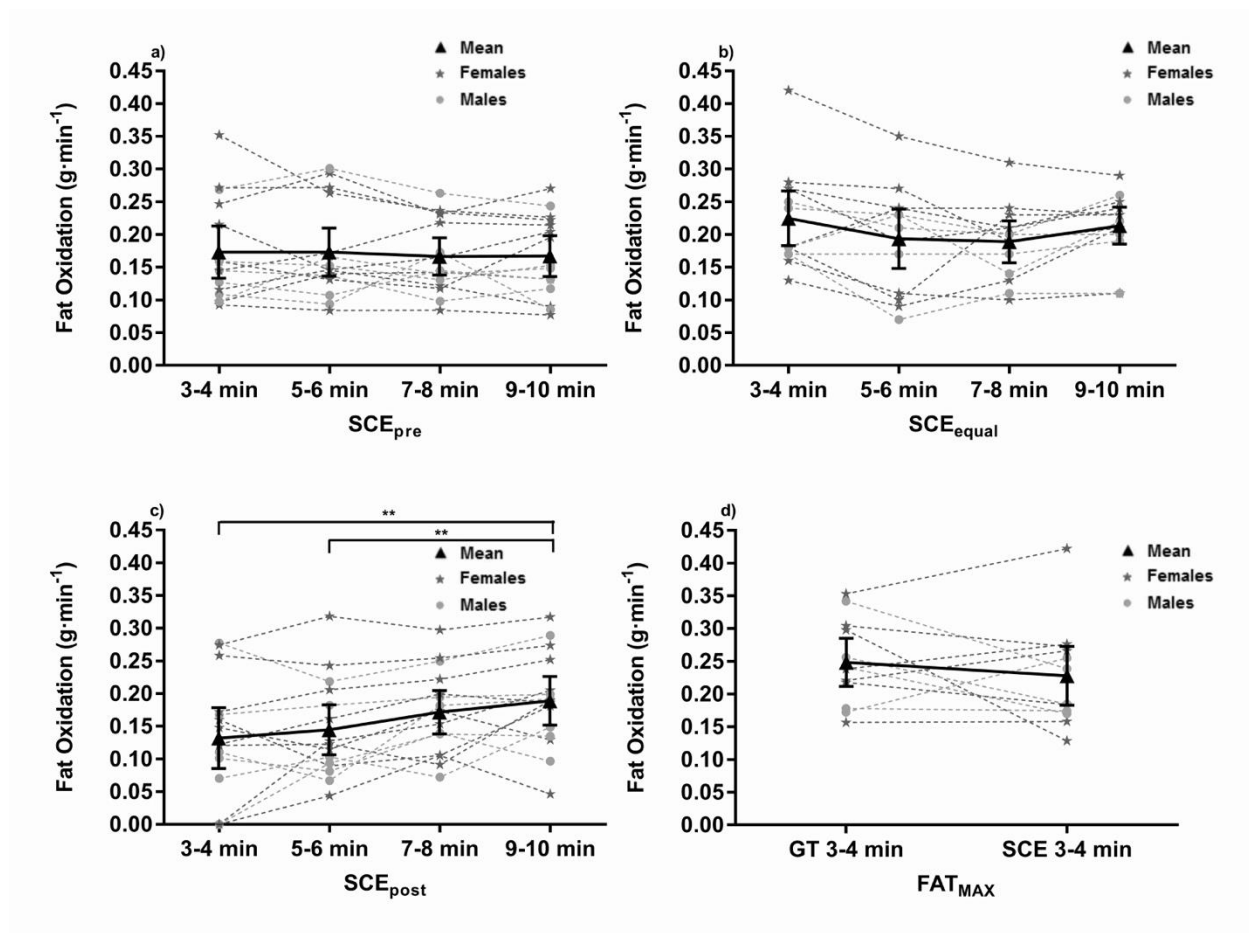 a)
Mean
Females
Males
Fat Oxidation (g·min⁻¹)
0.45
0.40
0.35
0.30
0.25
0.20
0.15
0.10
0.05
0.00
3-4 min 5-6 min 7-8 min 9-10 min
SCEpre
b)
Mean
Females
Males
Fat Oxidation (g·min⁻¹)
0.45
0.40
0.35
0.30
0.25
0.20
0.15
0.10
0.05
0.00
3-4 min 5-6 min 7-8 min 9-10 min
SCEequal
c)
**
**
Mean
Females
Males
Fat Oxidation (g·min⁻¹)
0.45
0.40
0.35
0.30
0.25
0.20
0.15
0.10
0.05
0.00
3-4 min 5-6 min 7-8 min 9-10 min
SCEpost
d)
Mean
Females
Males
Fat Oxidation (g·min⁻¹)
0.45
0.40
0.35
0.30
0.25
0.20
0.15
0.10
0.05
0.00
GT 3-4 min SCE 3-4 min
FATMAX